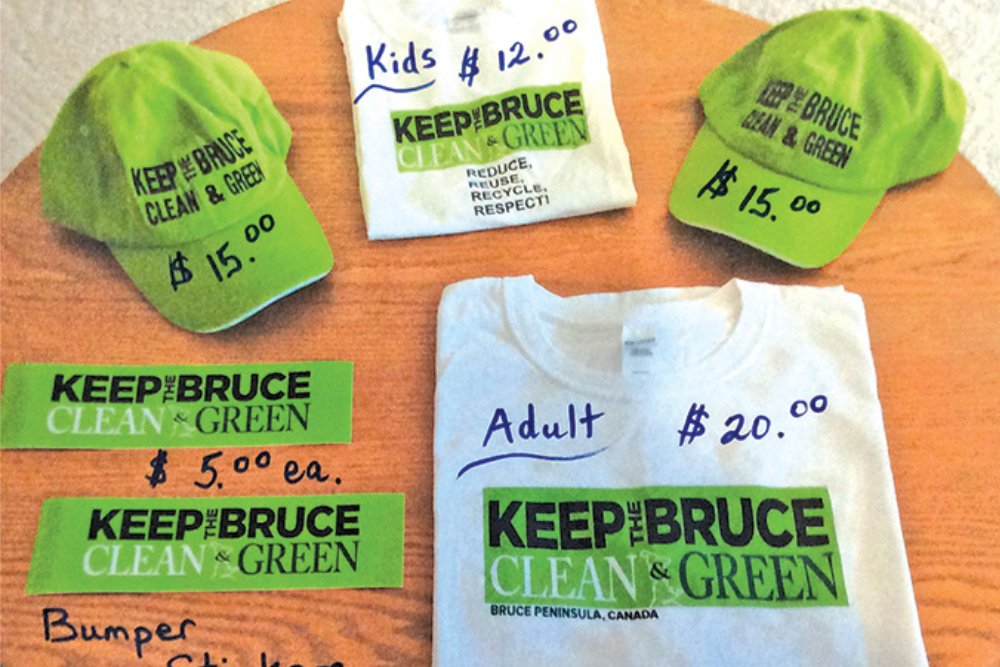 Kids $ 12.00
KEEP THE BRUCE
CLEAN & GREEN
REDUCE,
REUSE,
RECYCLE,
RESPECT!
KEEP THE BRUCE
CLEAN & GREEN
$ 15.00
KEEP THE BRUCE
CLEAN & GREEN
$ 15.00
KEEP THE BRUCE
CLEAN & GREEN
$ 5.00 ea.
KEEP THE BRUCE
CLEAN & GREEN
Bumper
Stickers
Adult $ 20.00
KEEP THE BRUCE
CLEAN & GREEN
BRUCE PENINSULA, CANADA